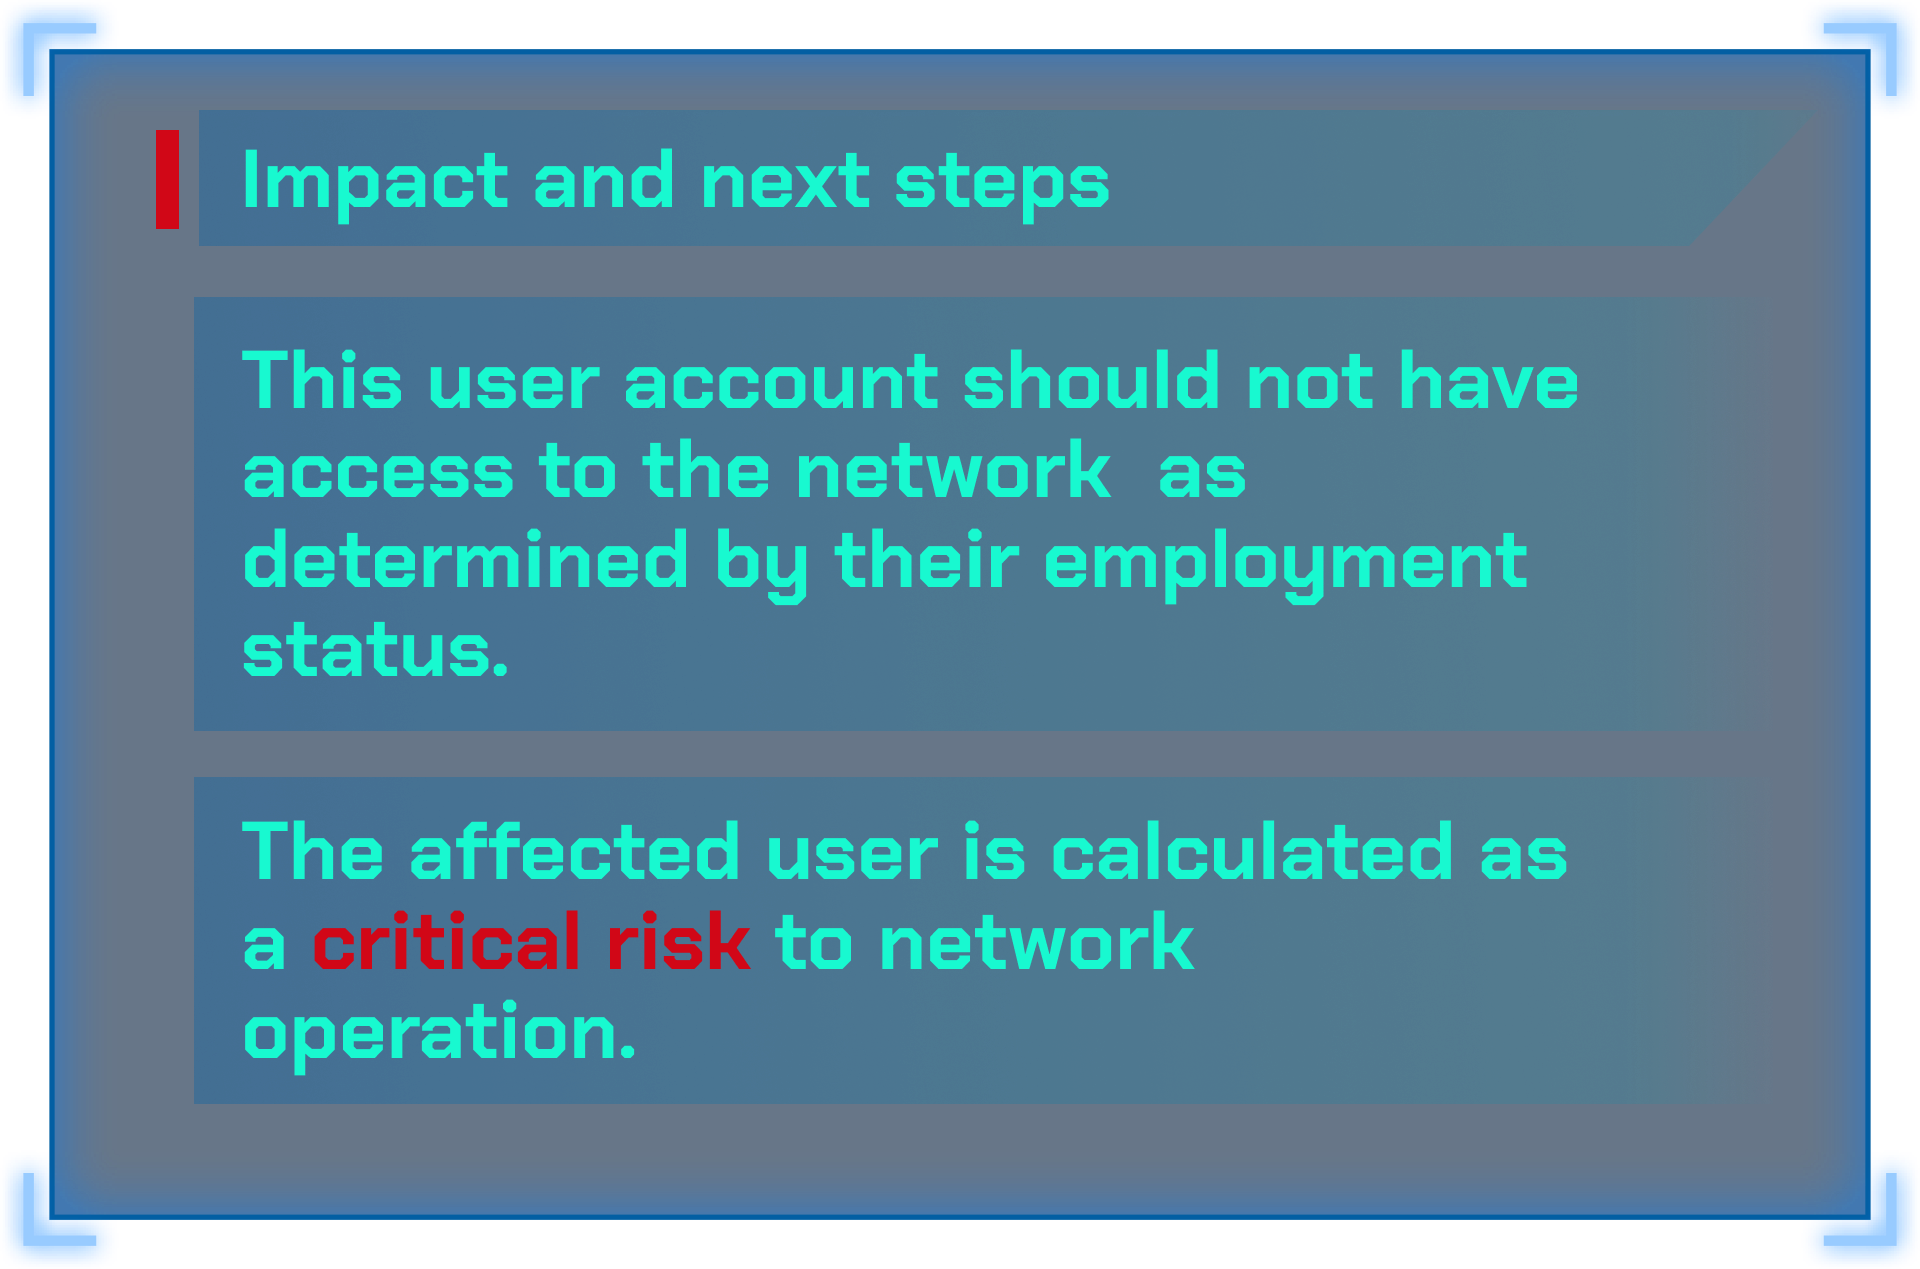 Impact and next steps
This user account should not have
access to the network  as
determined by their employment
status.
The affected user is calculated as
a critical risk to network
operation.